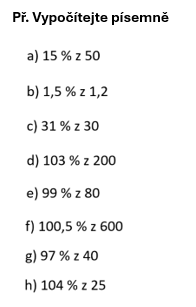 Př. Vypočítejte písemně
a) 15 % z 50
b) 1,5 % z 1,2
c) 31 % z 30
d) 103 % z 200
e) 99 % z 80
f) 100,5 % z 600
g) 97 % z 40
h) 104 % z 25